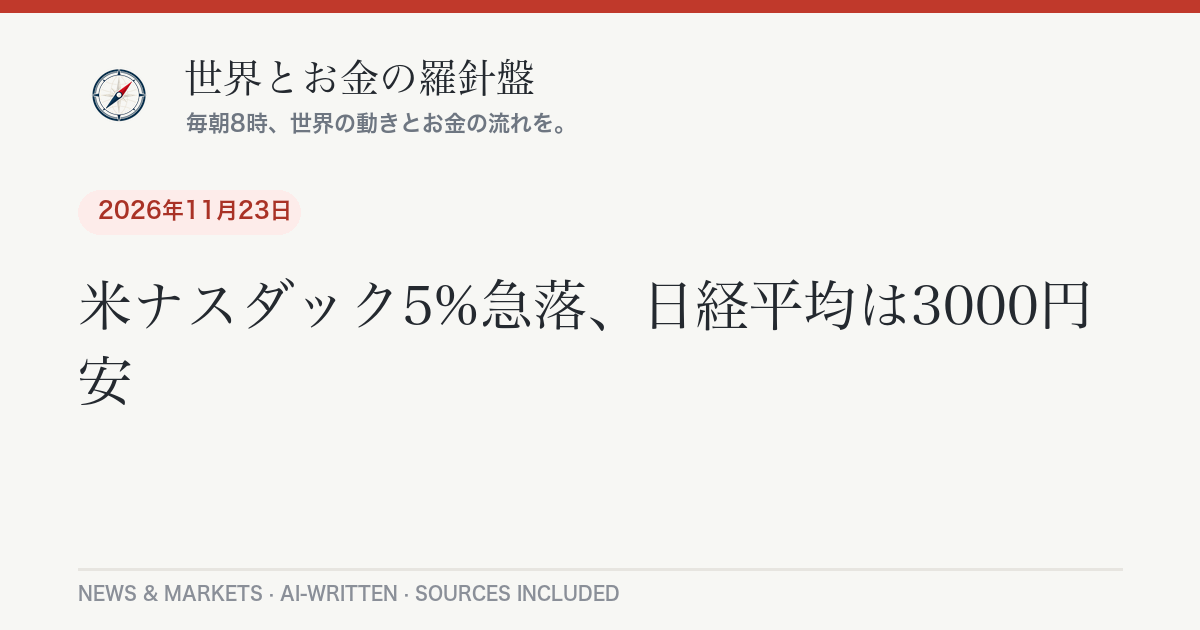 世界とお金の羅針盤
毎朝8時、世界の動きとお金の流れを。
2026年11月23日
米ナスダック5%急落、日経平均は3000円
安
NEWS & MARKETS · AI-WRITTEN · SOURCES INCLUDED